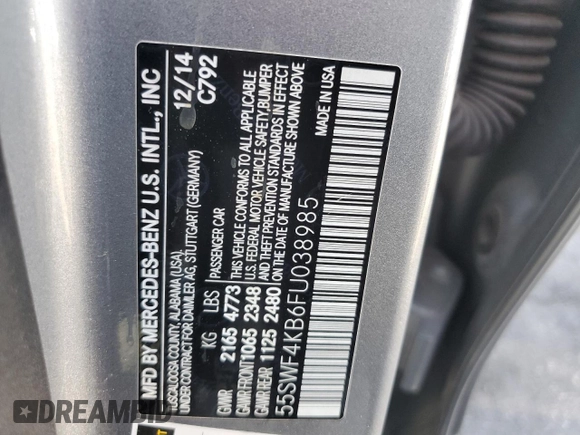 MFD BY MERCEDES-BENZ U.S. INTL., INC
TUSCALOOSA COUNTY, ALABAMA (USA)
UNDER CONTRACT FOR DAIMLER AG, STUTTGART (GERMANY)
12/14
C792
KG LBS
GVWR 2165 4773
GAWR/FRONT 1065 2348
GAWR/REAR 1125 2480
PASSENGER CAR
THIS VEHICLE CONFORMS TO ALL APPLICABLE
U.S. FEDERAL MOTOR VEHICLE SAFETY,BUMPER
AND THEFT PREVENTION STANDARDS IN EFFECT
ON THE DATE OF MANUFACTURE SHOWN ABOVE
55SWF4KB6FU038985
MADE IN USA
DREAMBID